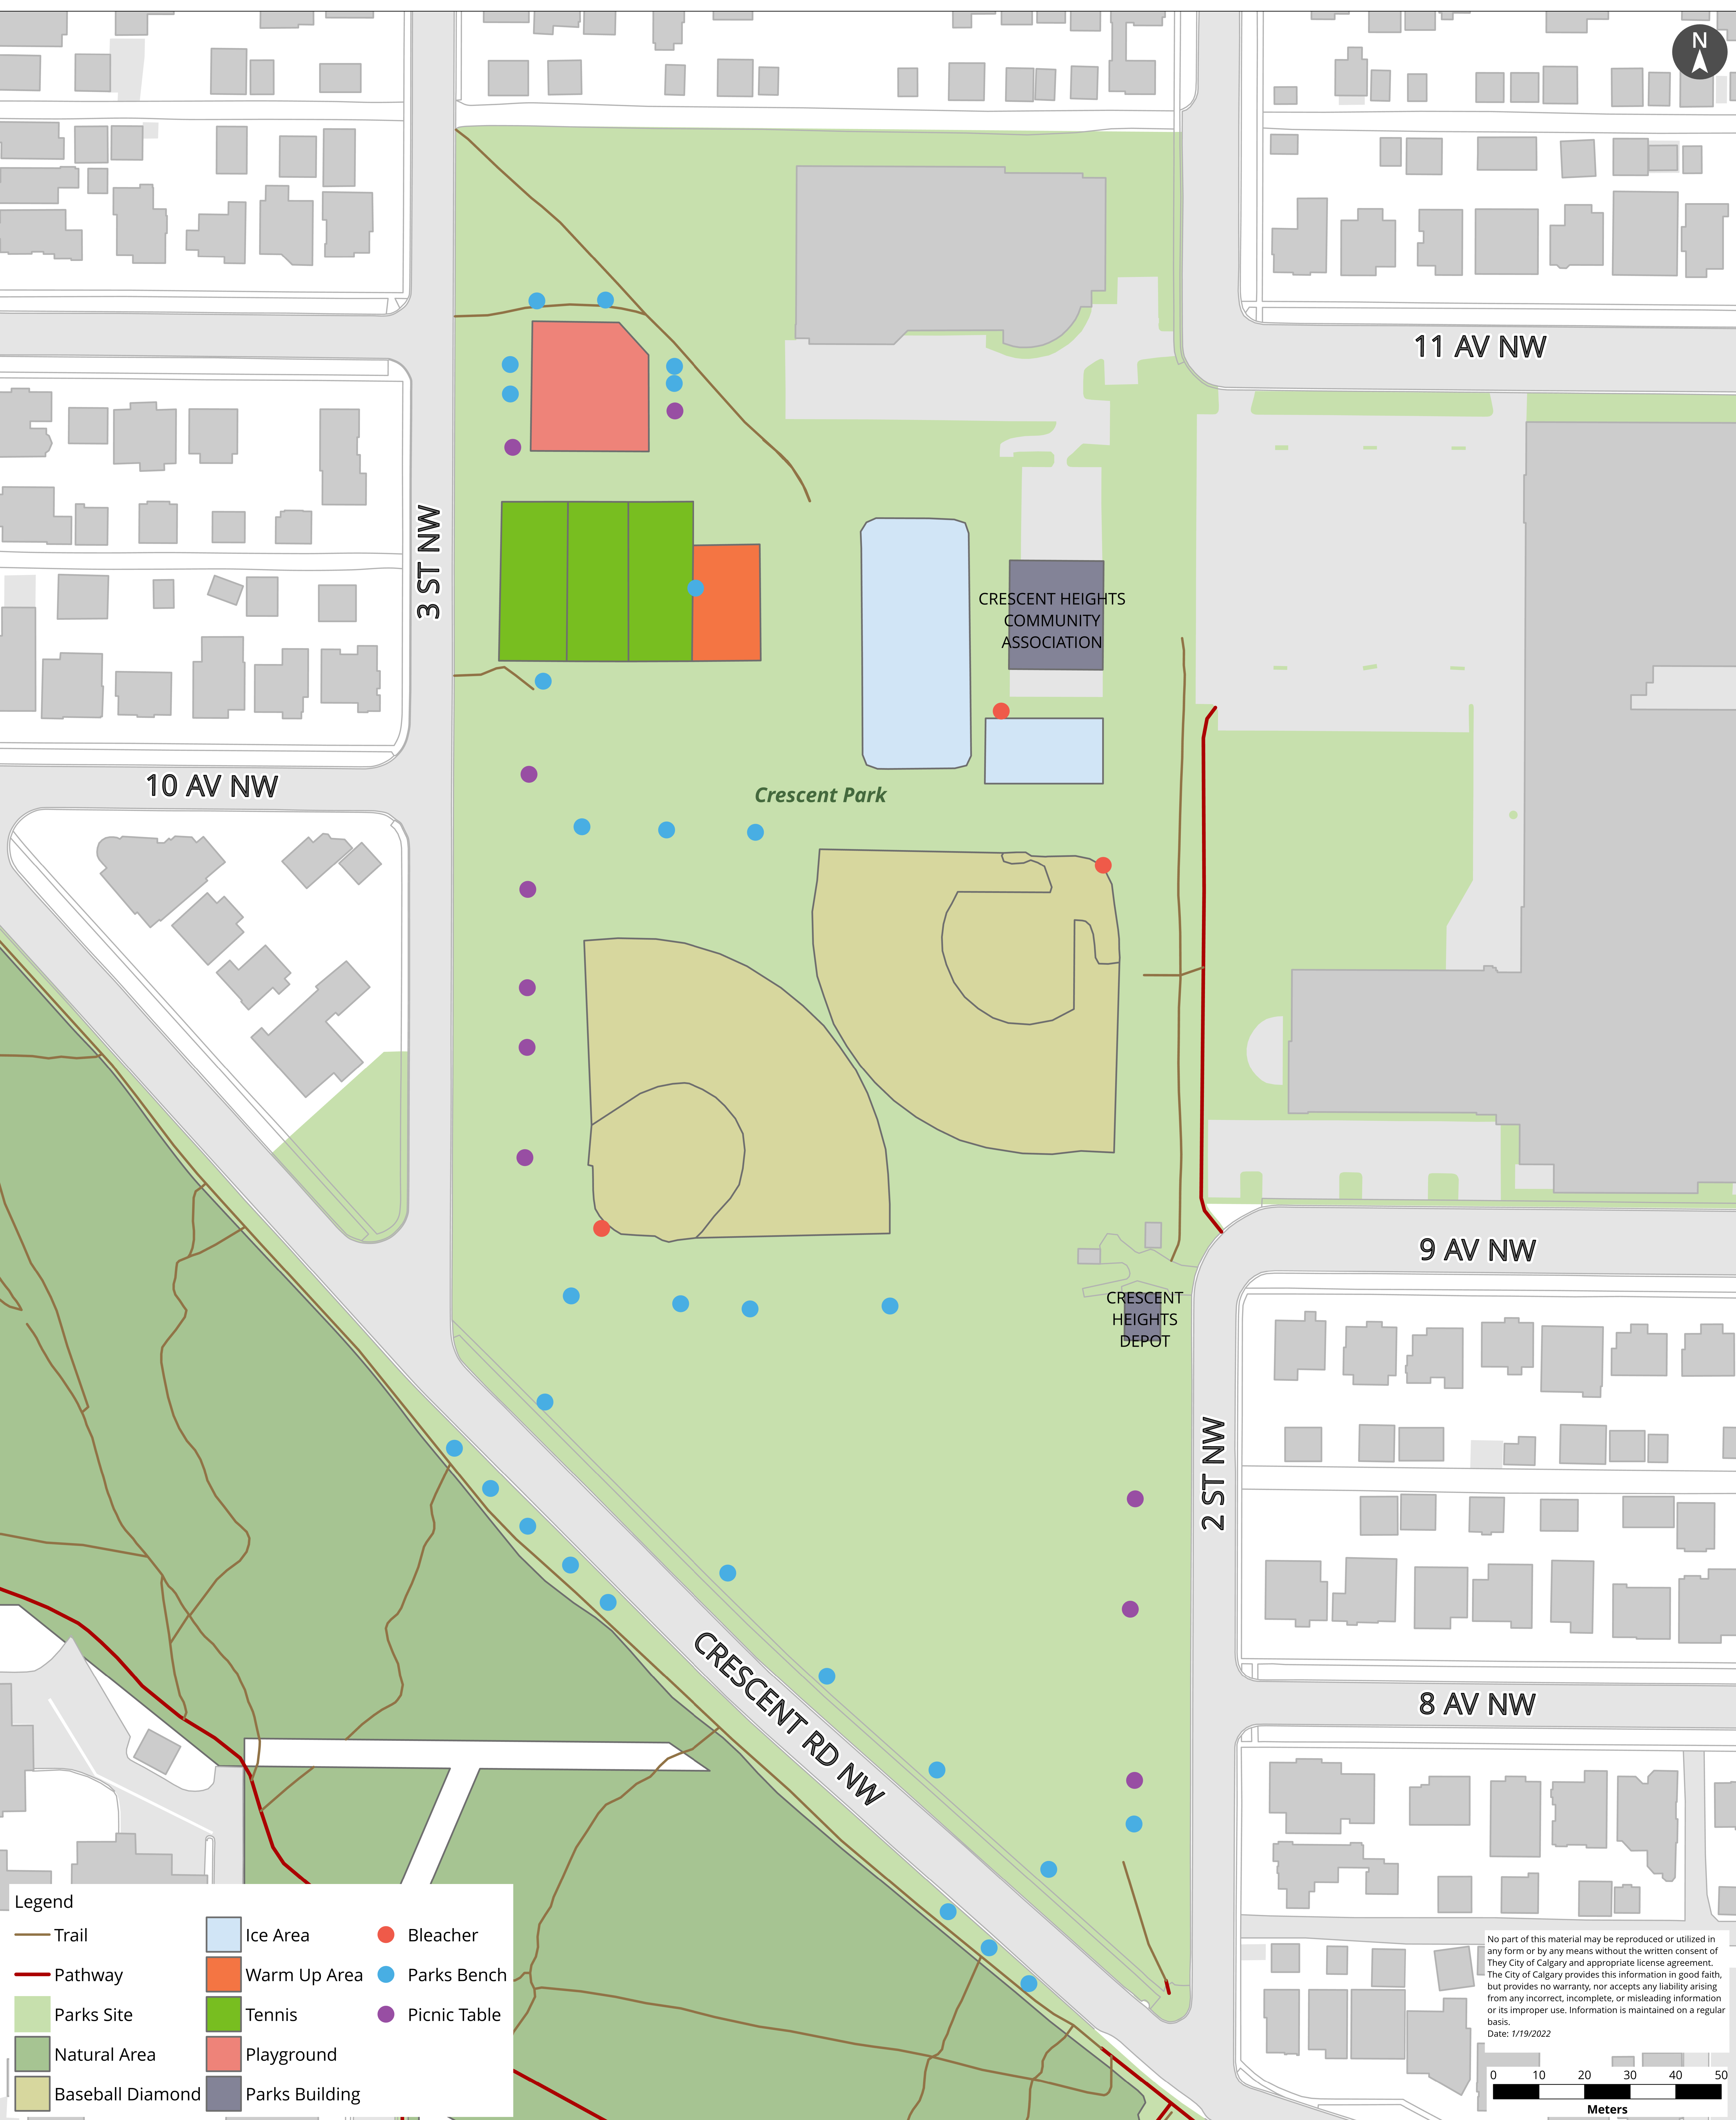 N
11 AV NW
3 ST NW
CRESCENT HEIGHTS
COMMUNITY
ASSOCIATION
10 AV NW
Crescent Park
9 AV NW
CRESCENT
HEIGHTS
DEPOT
2 ST NW
CRESCENT RD NW
8 AV NW
Legend
Trail
Pathway
Parks Site
Natural Area
Baseball Diamond
Ice Area
Warm Up Area
Tennis
Playground
Parks Building
Bleacher
Parks Bench
Picnic Table
No part of this material may be reproduced or utilized in
any form or by any means without the written consent of
They City of Calgary and appropriate license agreement.
The City of Calgary provides this information in good faith,
but provides no warranty, nor accepts any liability arising
from any incorrect, incomplete, or misleading information
or its improper use. Information is maintained on a regular
basis.
Date: 1/19/2022
0 10 20 30 40 50
Meters